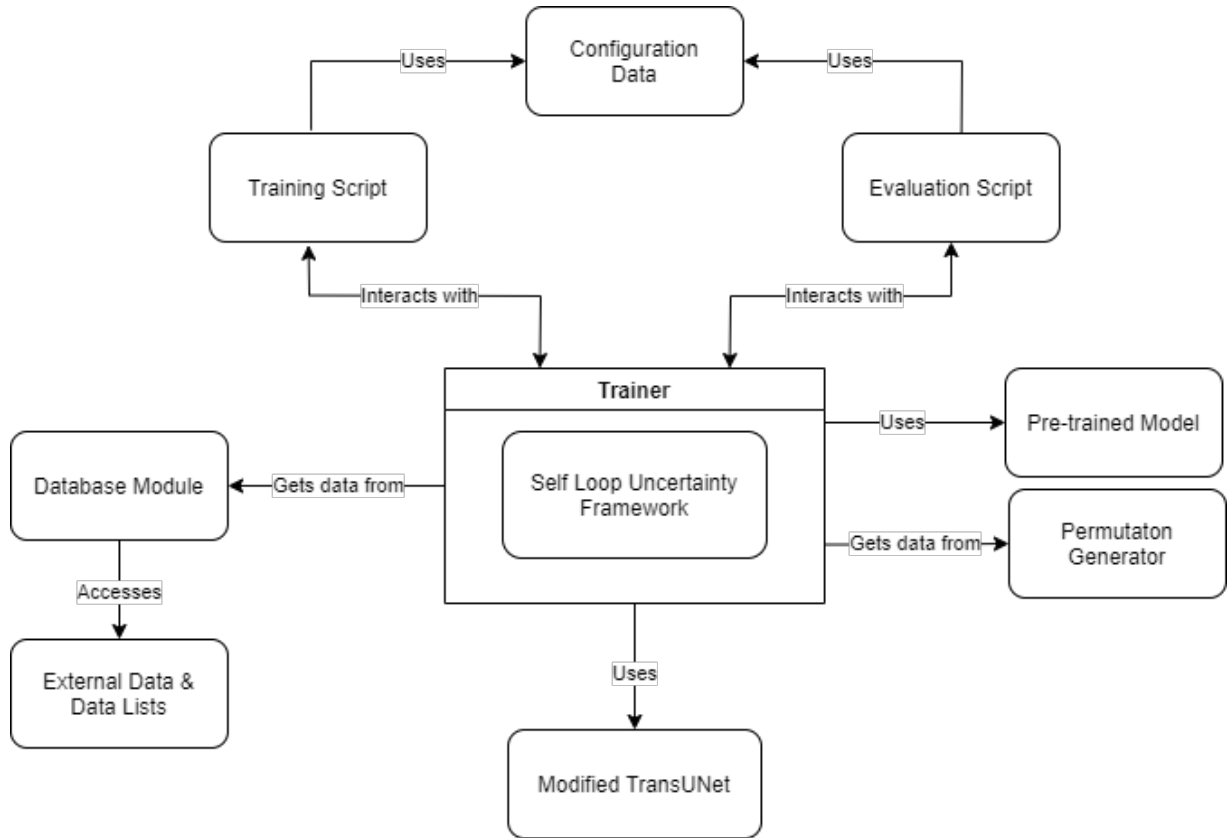 Configuration
Data
Uses
Uses
Training Script
Evaluation Script
Interacts with
Interacts with
Trainer
Self Loop Uncertainty
Framework
Uses
Pre-trained Model
Database Module
Gets data from
Gets data from
Permutaton
Generator
Accesses
External Data &
Data Lists
Uses
Modified TransUNet